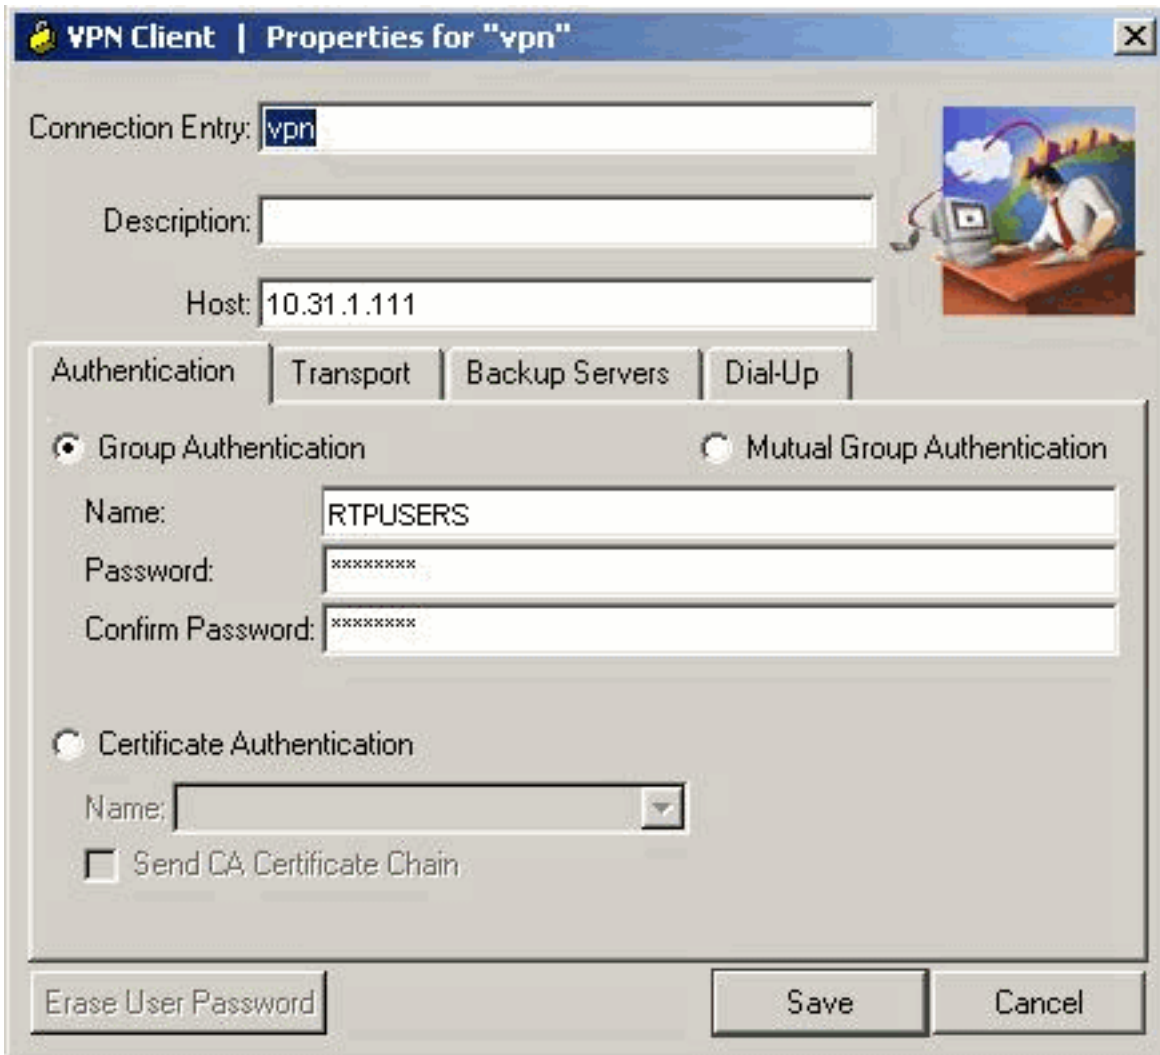 VPN Client | Properties for "vpn"
Connection Entry: vpn
Description:
Host: 10.31.1.111
Authentication Transport Backup Servers Dial-Up
Group Authentication Mutual Group Authentication
Name: RTPUSERS
Password: ********
Confirm Password: ********
Certificate Authentication
Name:
Send CA Certificate Chain
Erase User Password Save Cancel